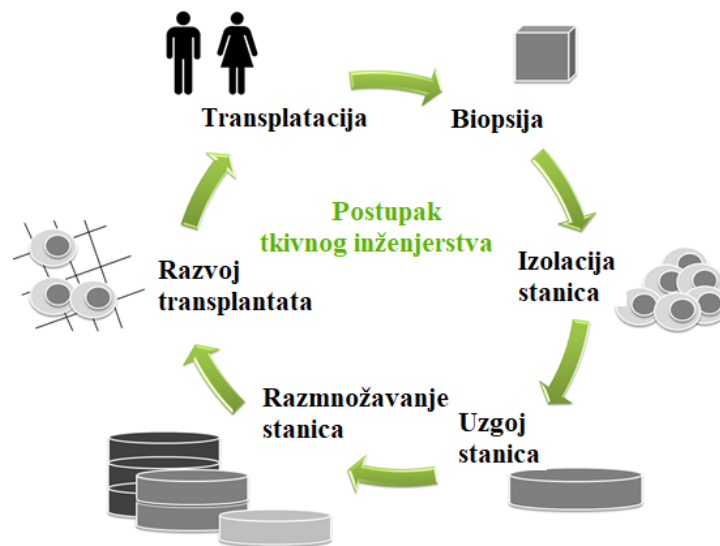 Transplatacija
Biopsija
Postupak
tkivnog inženjerstva
Izolacija
stanica
Razvoj
transplantata
Razmnožavanje
stanica
Uzgoj
stanica